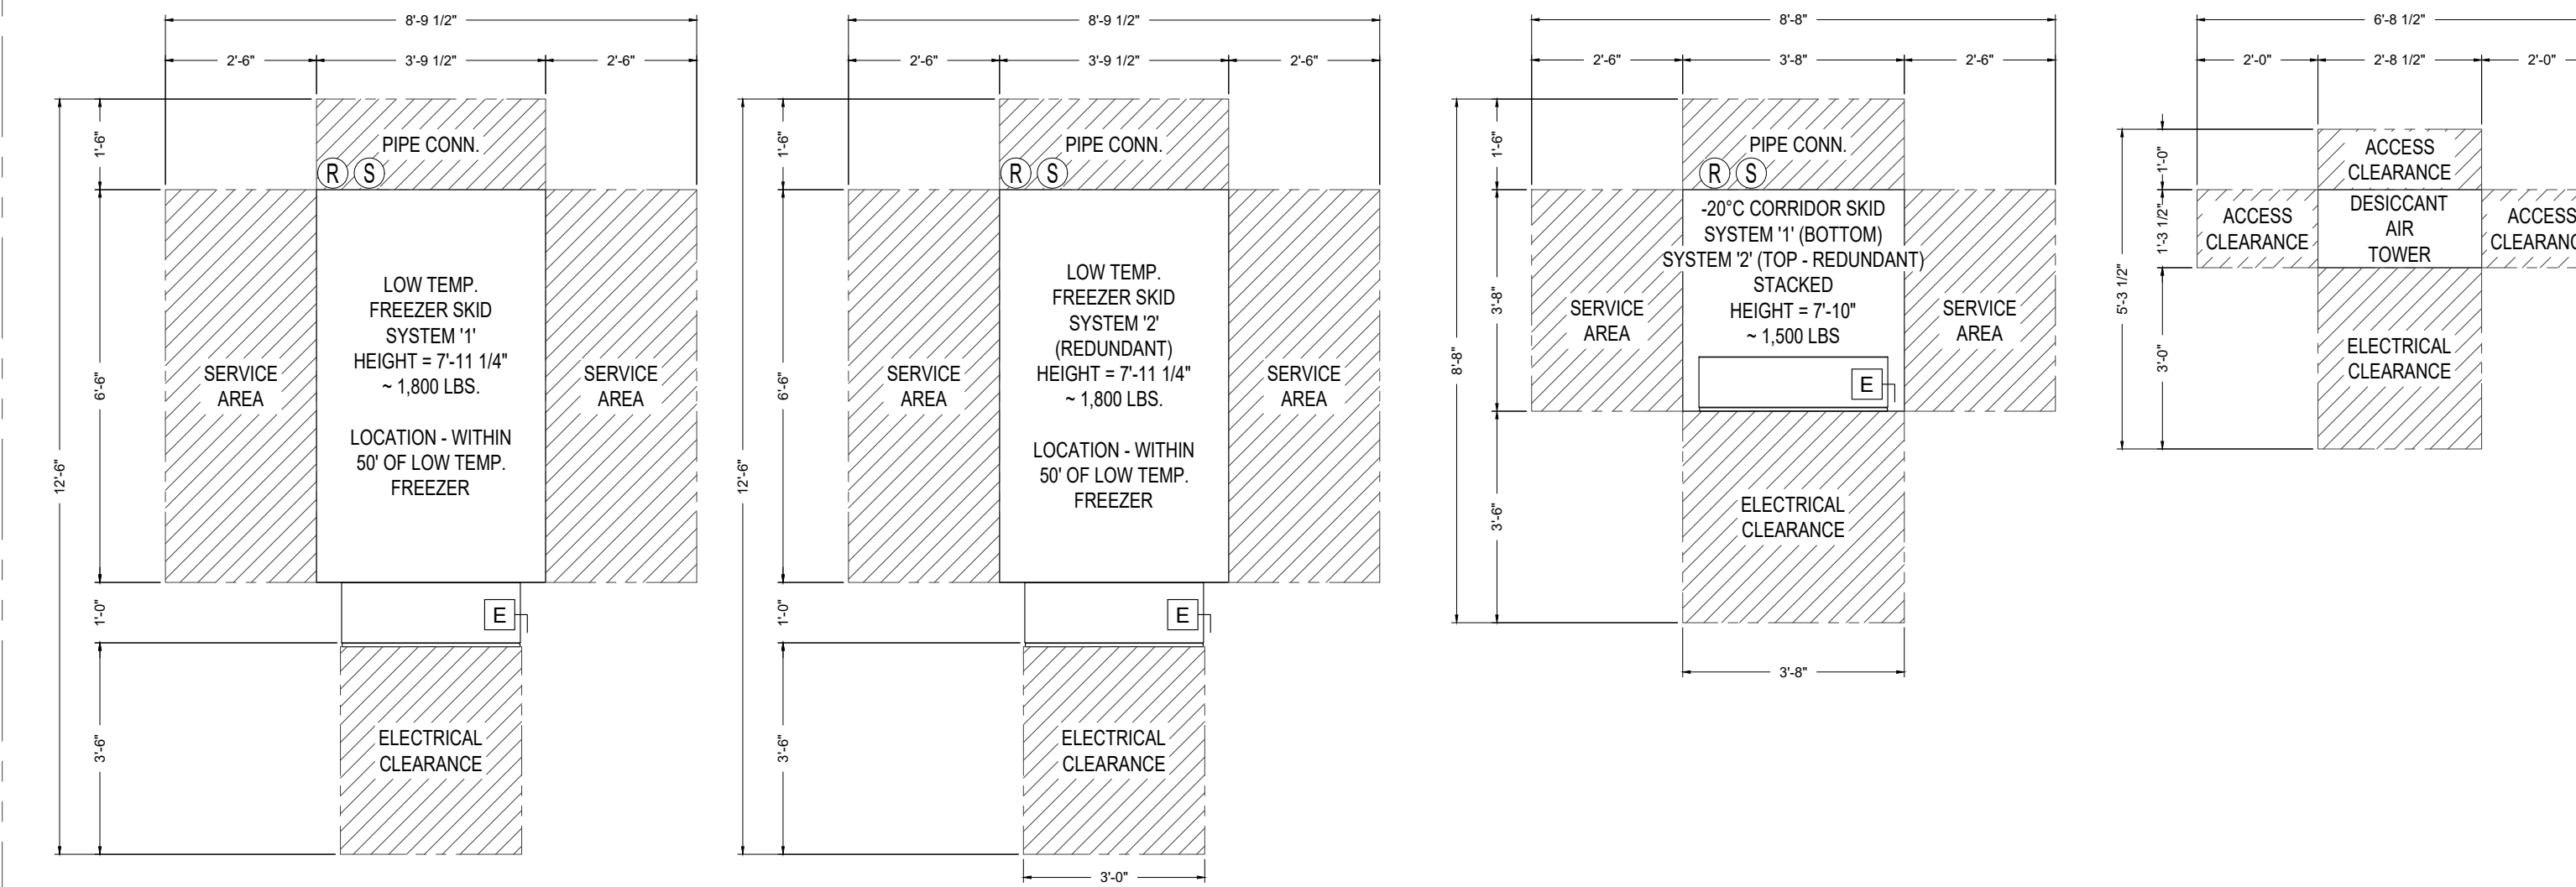 8'-9 1/2"
2'-6"
3'-9 1/2"
2'-6"
12'-6"
1'-6"
6'-6"
1'-0"
3'-6"
PIPE CONN.
R
S
SERVICE
AREA
LOW TEMP.
FREEZER SKID
SYSTEM '1'
HEIGHT = 7'-11 1/4"
~ 1,800 LBS.
LOCATION - WITHIN
50' OF LOW TEMP.
FREEZER
SERVICE
AREA
E
ELECTRICAL
CLEARANCE
8'-9 1/2"
2'-6"
3'-9 1/2"
2'-6"
12'-6"
1'-6"
6'-6"
1'-0"
3'-6"
PIPE CONN.
R
S
SERVICE
AREA
LOW TEMP.
FREEZER SKID
SYSTEM '2'
(REDUNDANT)
HEIGHT = 7'-11 1/4"
~ 1,800 LBS.
LOCATION - WITHIN
50' OF LOW TEMP.
FREEZER
SERVICE
AREA
E
ELECTRICAL
CLEARANCE
3'-0"
8'-8"
2'-6"
3'-8"
2'-6"
8'-8"
1'-6"
3'-8"
3'-6"
PIPE CONN.
R
S
SERVICE
AREA
-20°C CORRIDOR SKID
SYSTEM '1' (BOTTOM)
SYSTEM '2' (TOP - REDUNDANT)
STACKED
HEIGHT = 7'-10"
~ 1,500 LBS
SERVICE
AREA
E
ELECTRICAL
CLEARANCE
3'-8"
6'-8 1/2"
2'-0"
2'-8 1/2"
2'-0"
5'-3 1/2"
1'-0"
1'-3 1/2"
3'-0"
ACCESS
CLEARANCE
ACCESS
CLEARANCE
DESICCANT
AIR
TOWER
ACCESS
CLEARANC
ELECTRICAL
CLEARANCE